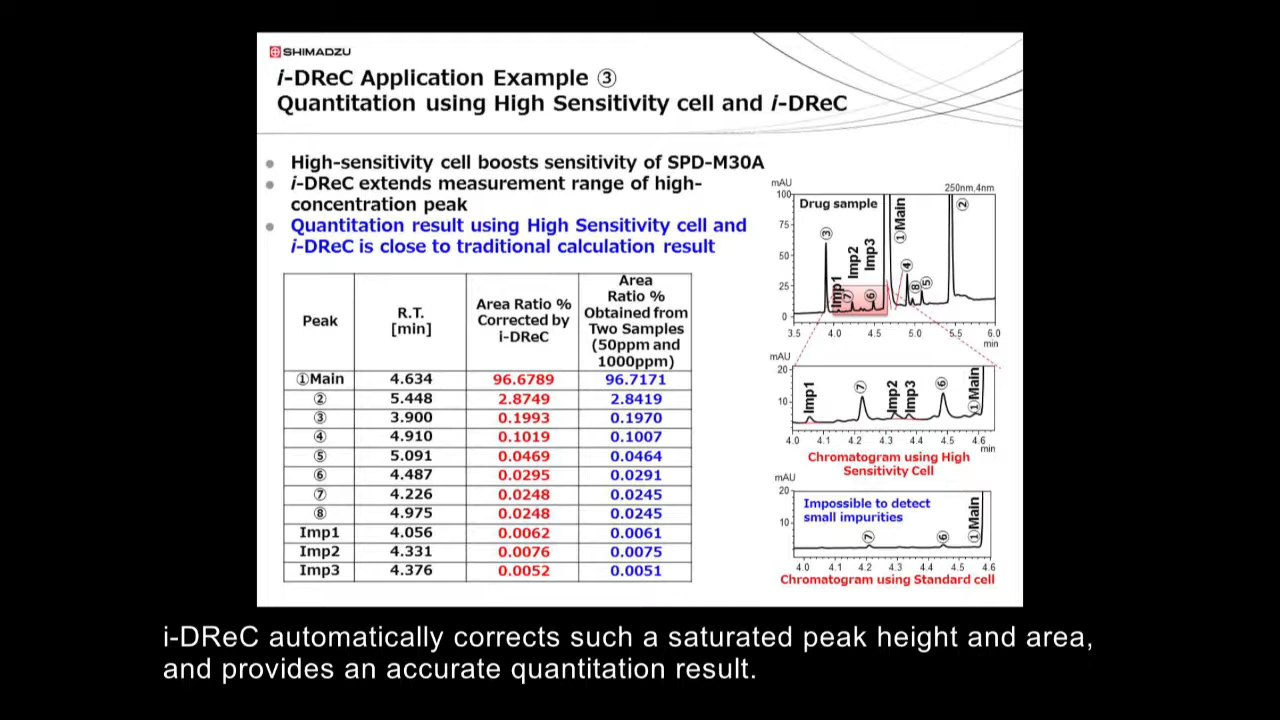 SHIMADZU
i-DReC Application Example ③
Quantitation using High Sensitivity cell and i-DReC
High-sensitivity cell boosts sensitivity of SPD-M30A
i-DReC extends measurement range of high-
concentration peak
Quantitation result using High Sensitivity cell and
i-DReC is close to traditional calculation result
Peak
R.T.
[min]
Area Ratio %
Corrected by
i-DReC
Area
Ratio %
Obtained from
Two Samples
(50ppm and
1000ppm)
①Main 4.634 96.6789 96.7171
② 5.448 2.8749 2.8419
③ 3.900 0.1993 0.1970
④ 4.910 0.1019 0.1007
⑤ 5.091 0.0469 0.0464
⑥ 4.487 0.0295 0.0291
⑦ 4.226 0.0248 0.0245
⑧ 4.975 0.0248 0.0245
Imp1 4.056 0.0062 0.0061
Imp2 4.331 0.0076 0.0075
Imp3 4.376 0.0052 0.0051
mAU
250nm,4nm
100
75
50
25
0
Drug sample
③
Imp1
⑦
Imp2
Imp3
⑥
①Main
④
⑧
⑤
②
3.5 4.0 4.5 5.0 5.5 6.0
min
mAU
20
10
Imp1
⑦
Imp2
Imp3
⑥
①Main
4.0 4.1 4.2 4.3 4.4 4.5 4.6
min
Chromatogram using High
Sensitivity Cell
mAU
20
10
Impossible to detect
small impurities
⑦
⑥
①Main
4.0 4.1 4.2 4.3 4.4 4.5 4.6
Chromatogram using Standard cell
i-DReC automatically corrects such a saturated peak height and area,
and provides an accurate quantitation result.